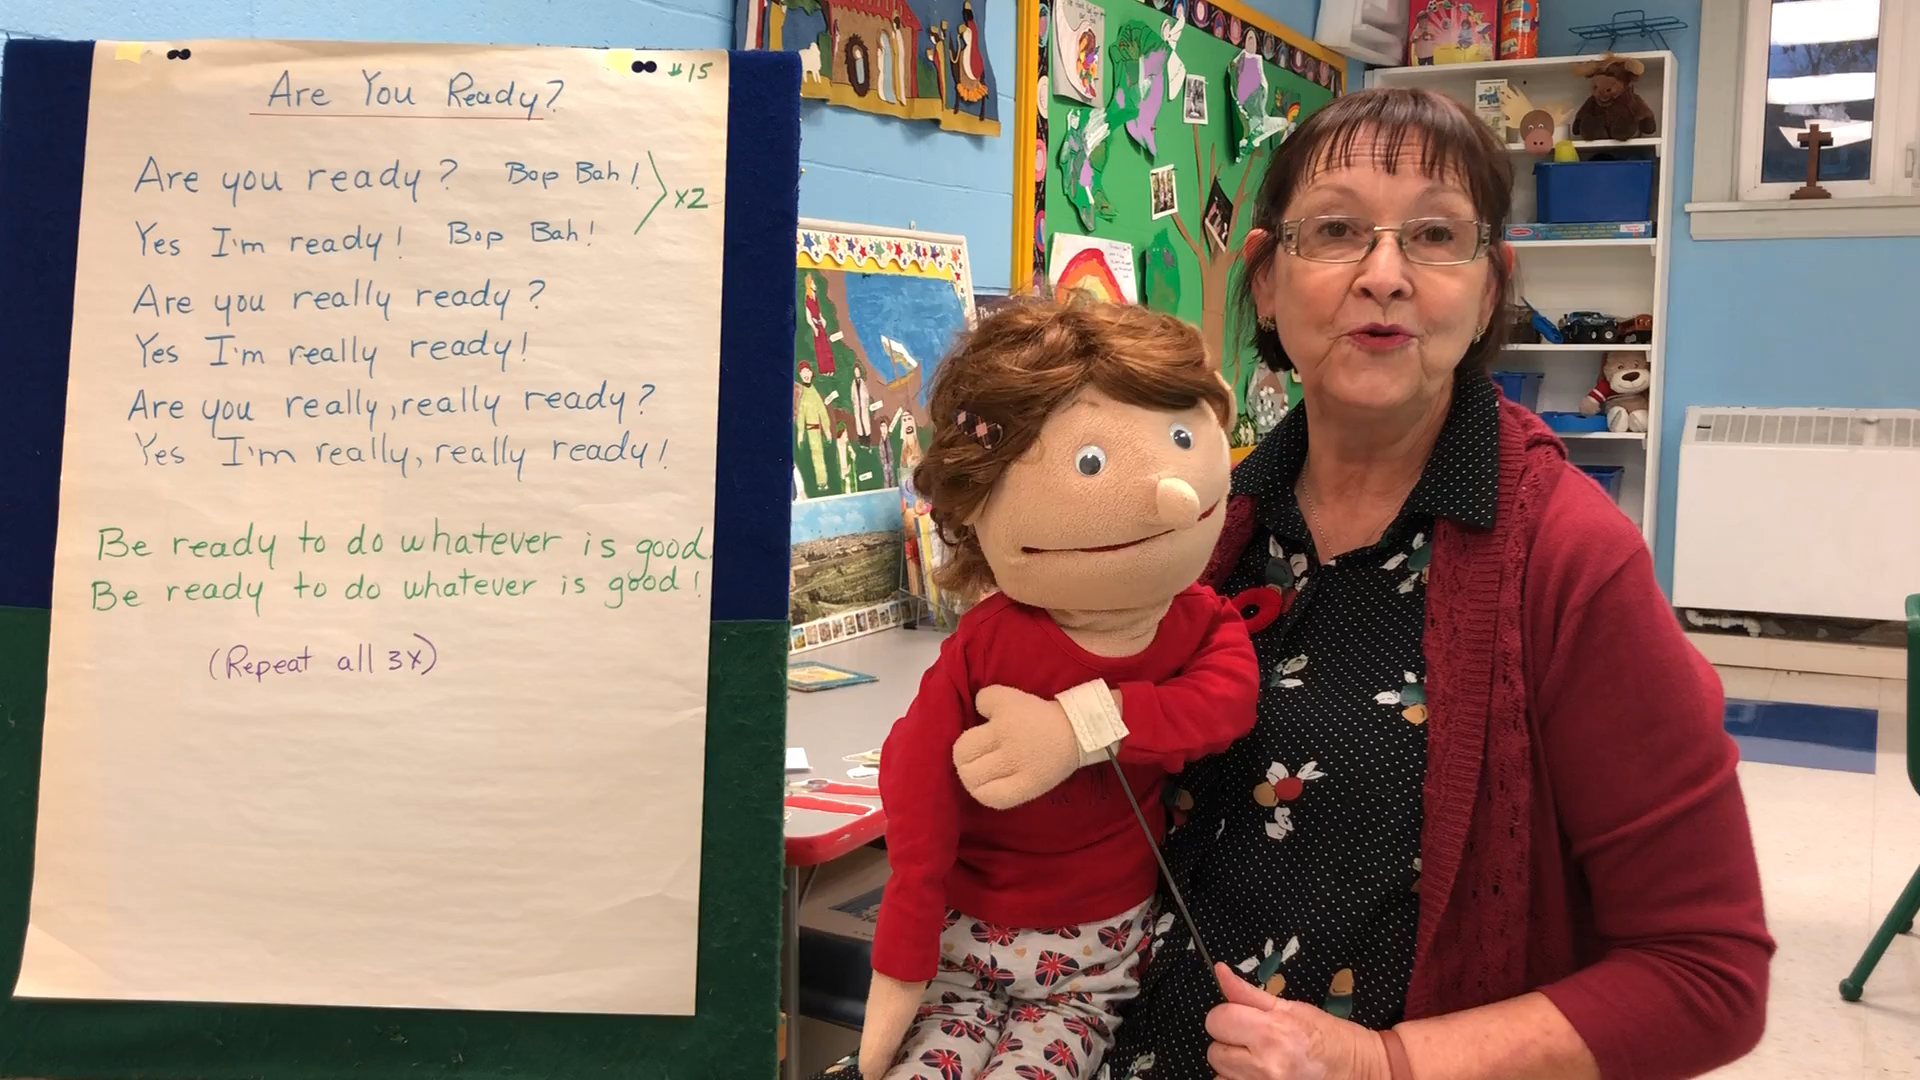 #15
Are You Ready?
Are you ready? Bop Bah! x2
Yes I'm ready! Bop Bah!
Are you really ready?
Yes I'm really ready!
Are you really, really ready?
Yes I'm really, really ready!
Be ready to do whatever is good.
Be ready to do whatever is good!
(Repeat all 3x)